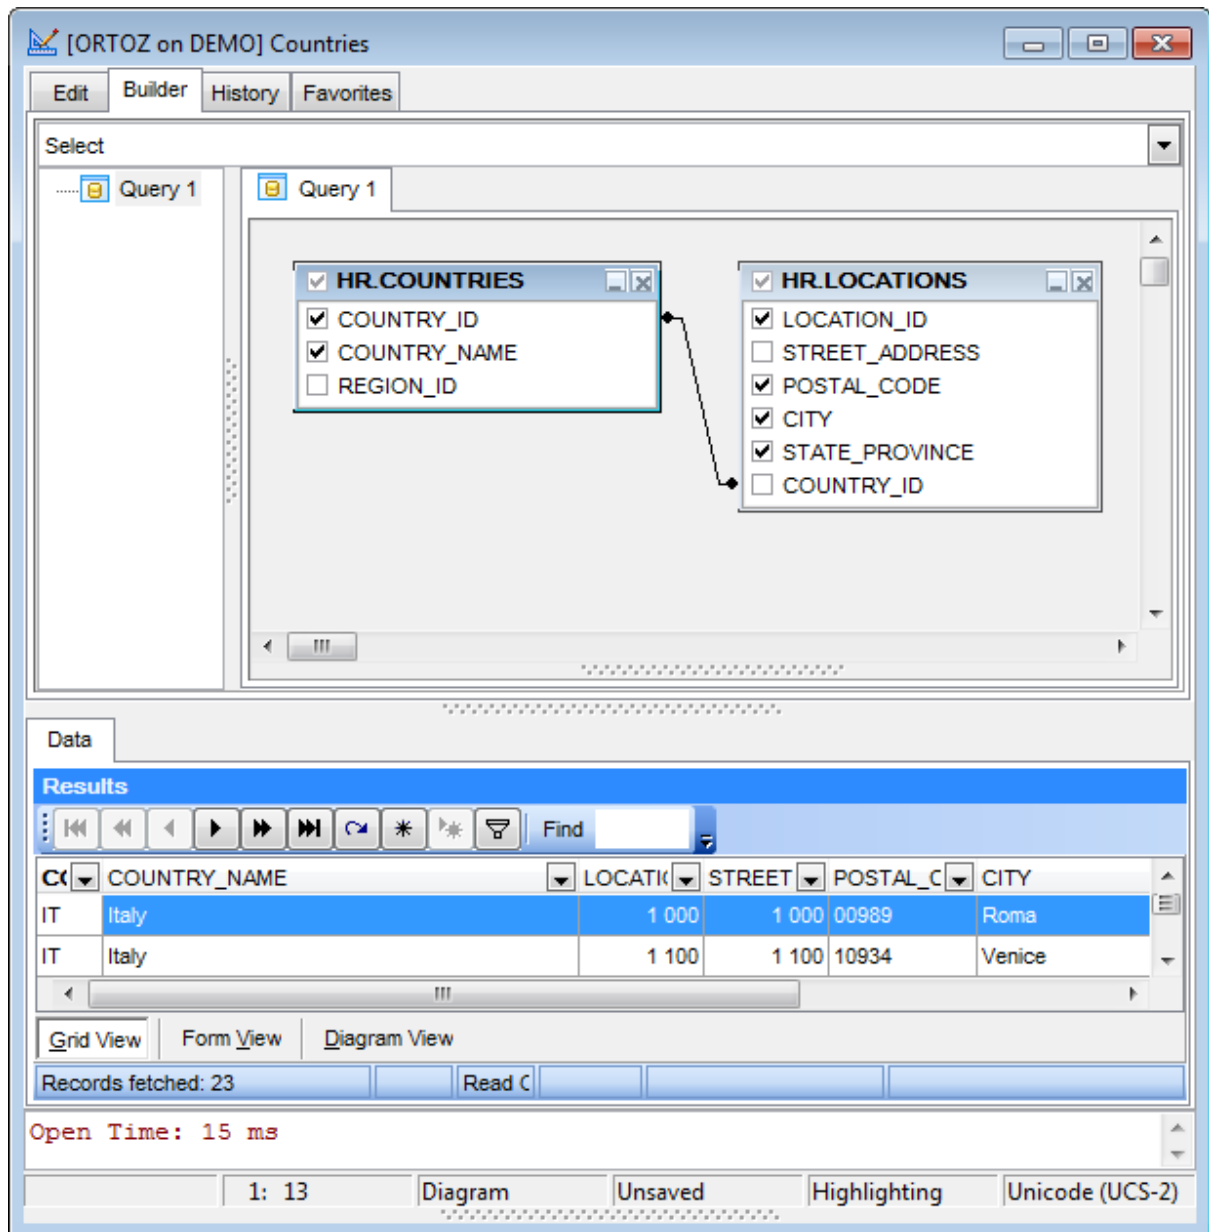 [ORTOZ on DEMO] Countries
Edit Builder History Favorites
Select
Query 1 Query 1
HR.COUNTRIES
COUNTRY_ID
COUNTRY_NAME
REGION_ID
HR.LOCATIONS
LOCATION_ID
STREET_ADDRESS
POSTAL_CODE
CITY
STATE_PROVINCE
COUNTRY_ID
Data
Results
Find
C( COUNTRY_NAME LOCATI( STREET POSTAL_C CITY
IT Italy 1 000 1 000 00989 Roma
IT Italy 1 100 1 100 10934 Venice
Grid View Form View Diagram View
Records fetched: 23 Read C
Open Time: 15 ms
1: 13 Diagram Unsaved Highlighting Unicode (UCS-2)